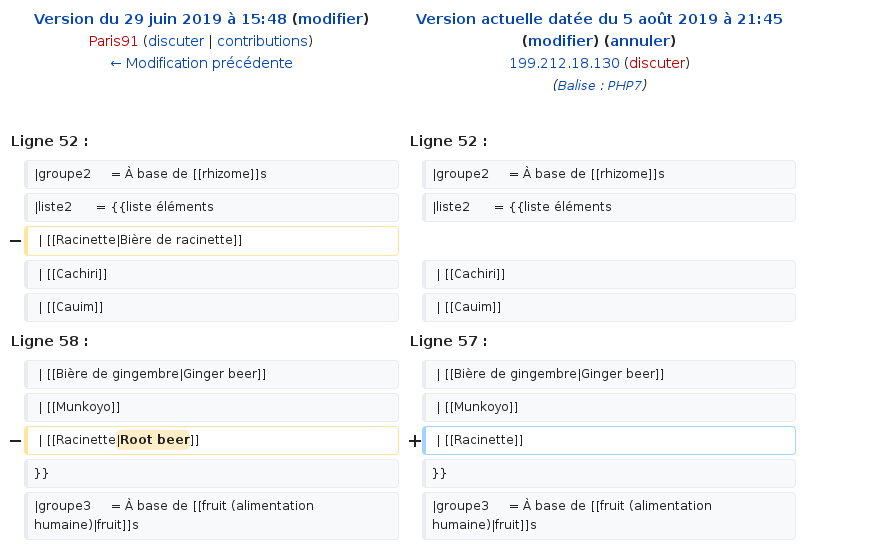 Version du 29 juin 2019 à 15:48 (modifier)
Paris91 (discuter | contributions)
← Modification précédente
Version actuelle datée du 5 août 2019 à 21:45
(modifier) (annuler)
199.212.18.130 (discuter)
(Balise : PHP7)
Ligne 52 :
|groupe2     = À base de [[rhizome]]s
|liste2      = {{liste éléments
− | [[Racinette|Bière de racinette]]
| [[Cachiri]]
| [[Cauim]]
Ligne 52 :
|groupe2     = À base de [[rhizome]]s
|liste2      = {{liste éléments
| [[Cachiri]]
| [[Cauim]]
Ligne 58 :
| [[Bière de gingembre|Ginger beer]]
| [[Munkoyo]]
− | [[Racinette|Root beer]]
}}
|groupe3     = À base de [[fruit (alimentation
humaine)|fruit]]s
Ligne 57 :
| [[Bière de gingembre|Ginger beer]]
| [[Munkoyo]]
+ | [[Racinette]]
}}
|groupe3     = À base de [[fruit (alimentation
humaine)|fruit]]s